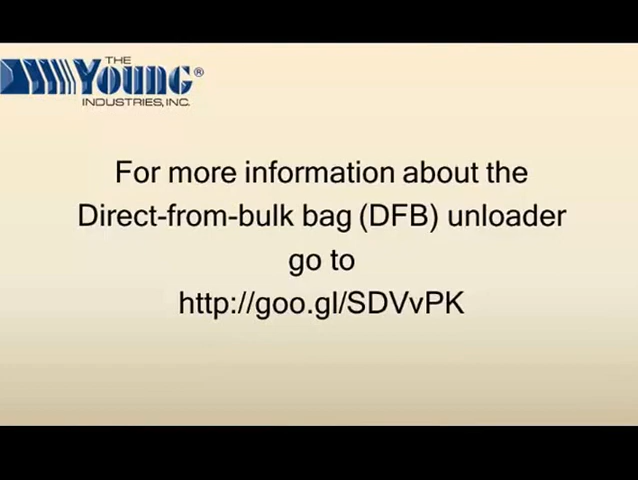 THE
Young®
INDUSTRIES, INC.
For more information about the
Direct-from-bulk bag (DFB) unloader
go to
http://goo.gl/SDVvPK